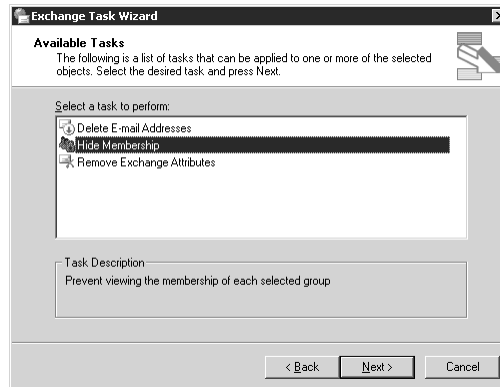 Exchange Task Wizard
Available Tasks
The following is a list of tasks that can be applied to one or more of the selected
objects. Select the desired task and press Next.
Select a task to perform:
Delete E-mail Addresses
Hide Membership
Remove Exchange Attributes
Task Description
Prevent viewing the membership of each selected group
< Back
Next >
Cancel